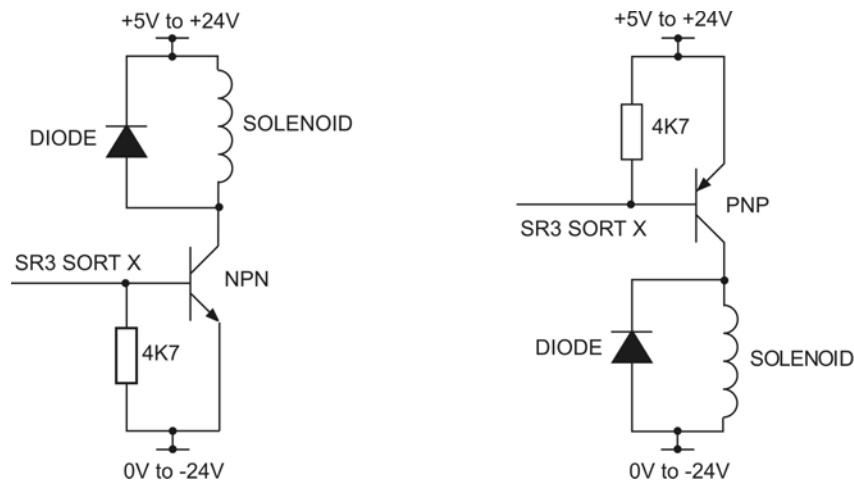 +5V to +24V
DIODE
SOLENOID
SR3 SORT X
NPN
4K7
0V to -24V
+5V to +24V
4K7
PNP
SR3 SORT X
DIODE
SOLENOID
0V to -24V